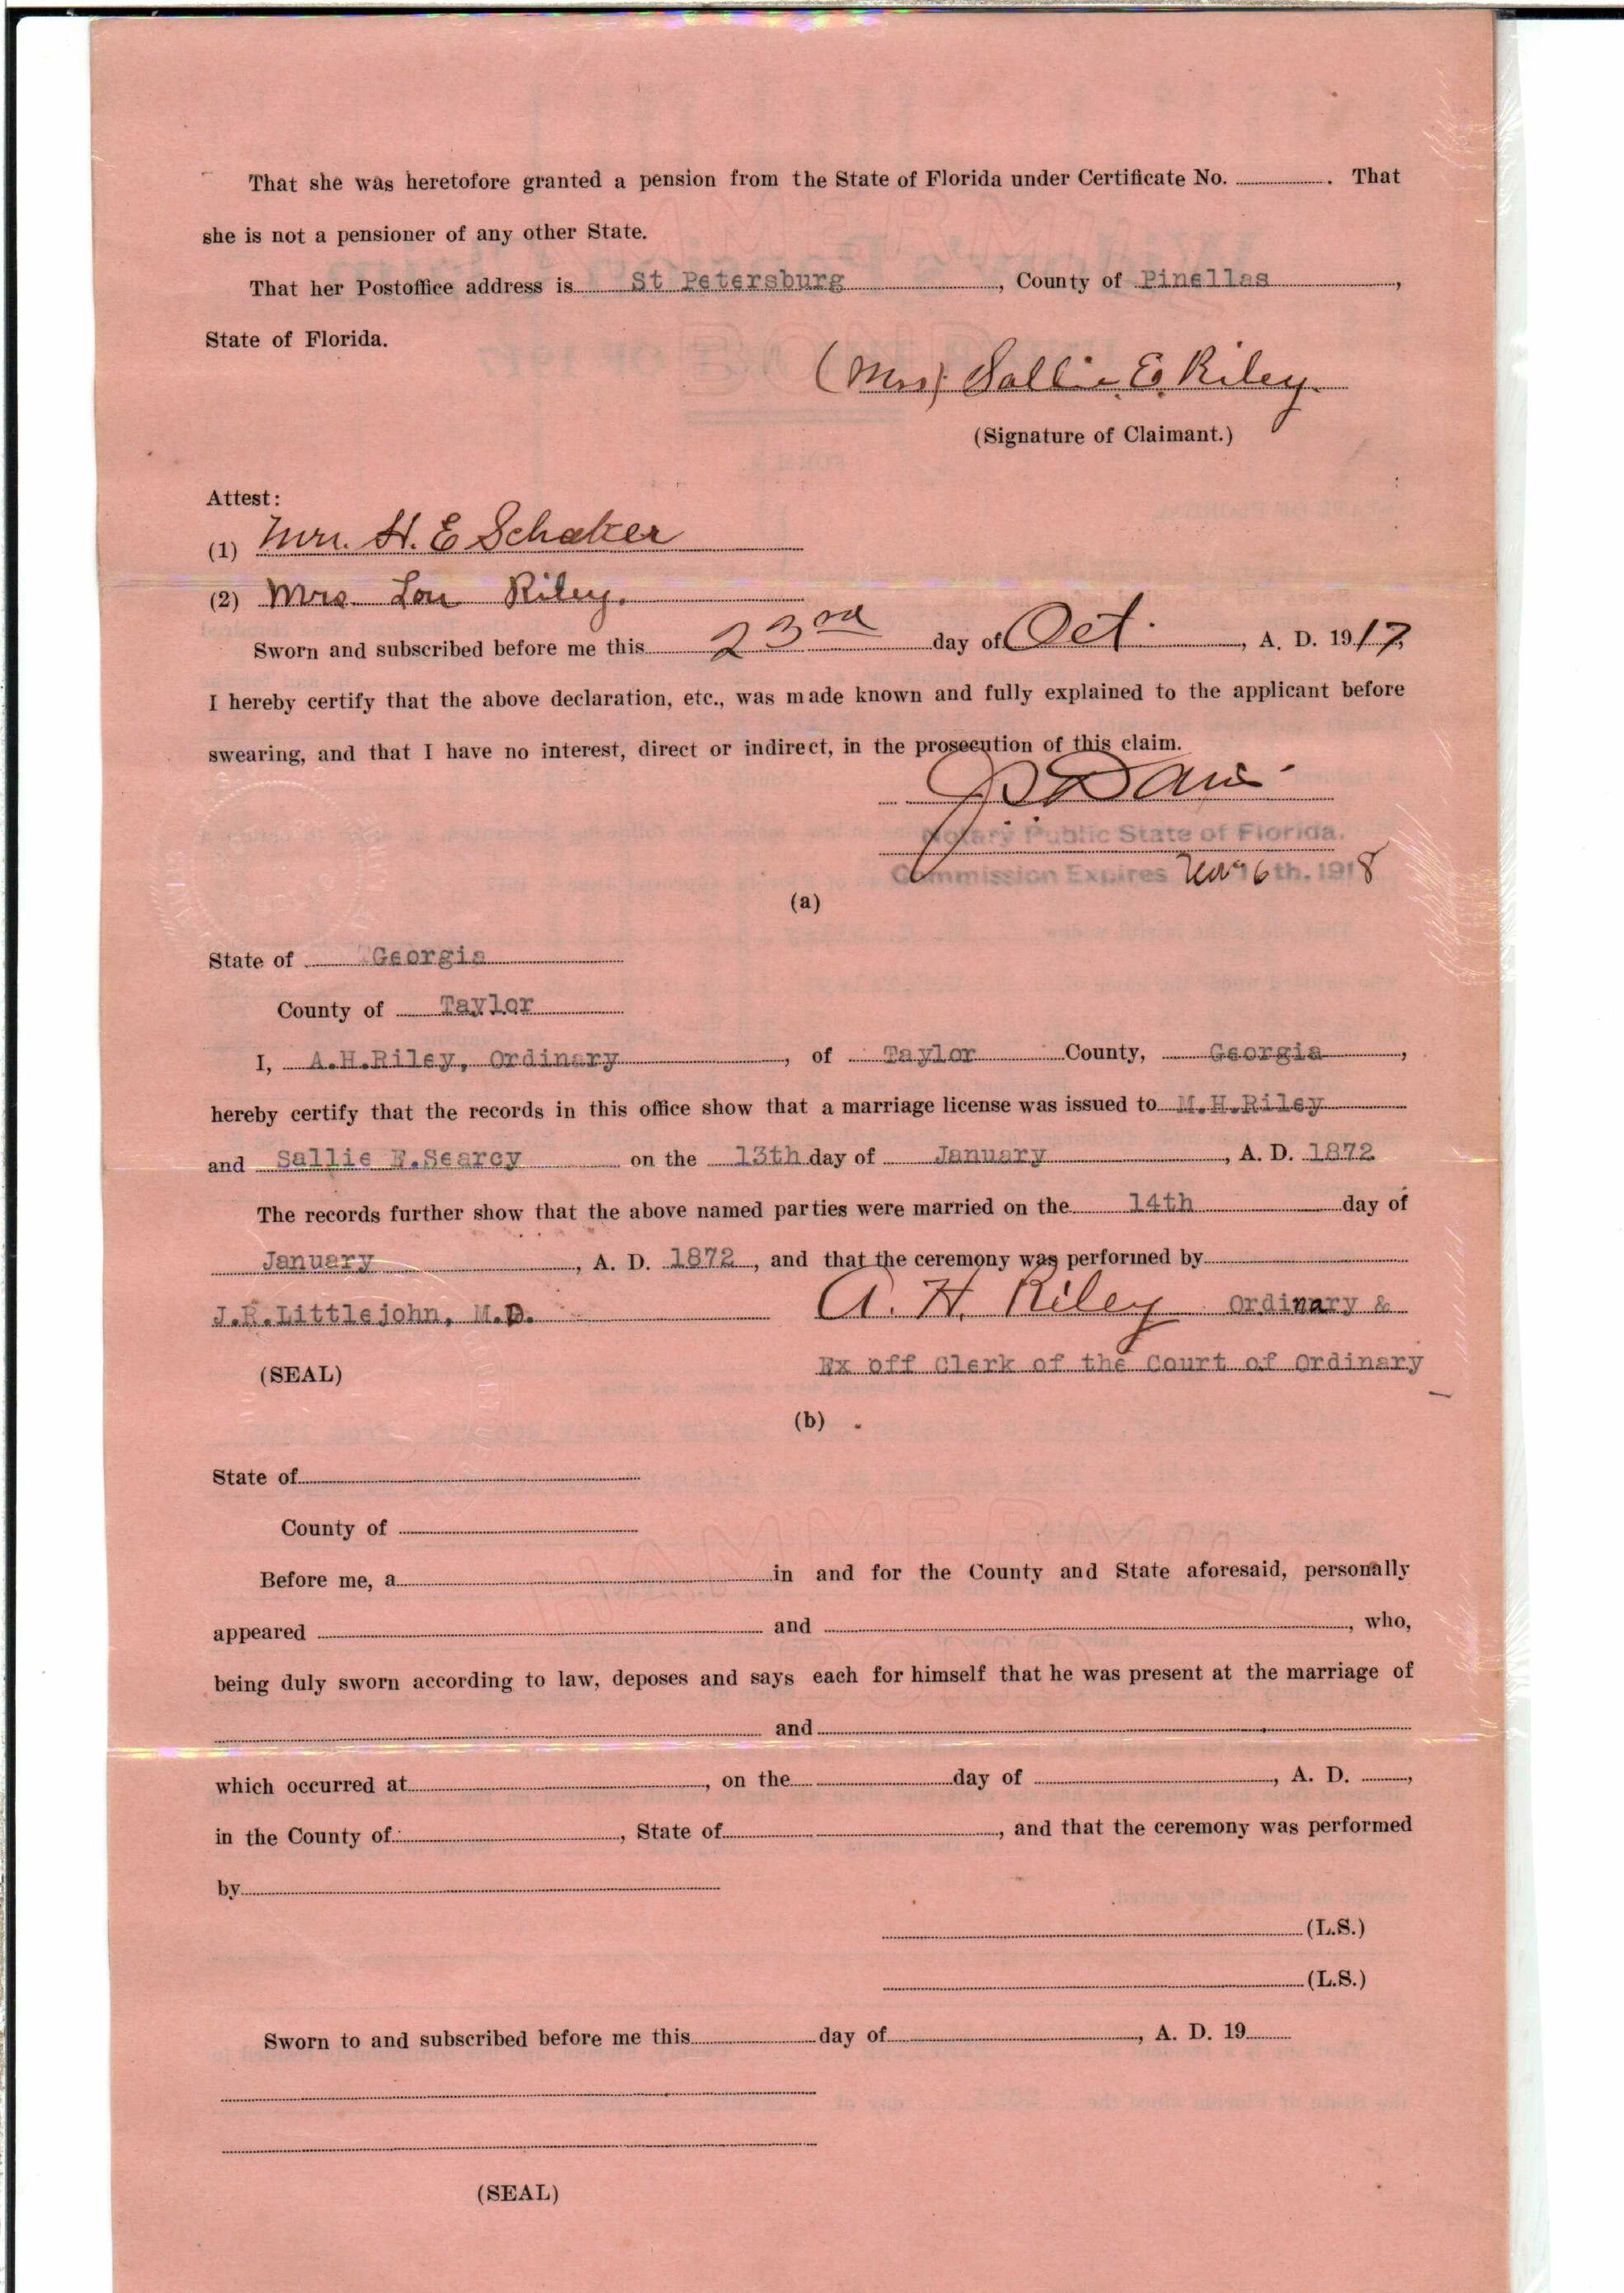 That she was heretofore granted a pension from the State of Florida under Certificate No. . That
she is not a pensioner of any other State.
That her Postoffice address is St Petersburg, County of Pinellas,
State of Florida.
(Mrs) Sallie E. Riley.
(Signature of Claimant.)
Attest:
(1) Mrs. H. E Schaker
(2) Mrs. Lou Riley.
Sworn and subscribed before me this 23rd day of Oct., A. D. 1917
I hereby certify that the above declaration, etc., was made known and fully explained to the applicant before
swearing, and that I have no interest, direct or indirect, in the prosecution of this claim.
Davis
Notary Public State of Florida.
Commission Expires 6th, 1918
(a)
State of Georgia
County of Taylor
I, A.H.Riley, Ordinary, of Taylor County, Georgia,
hereby certify that the records in this office show that a marriage license was issued to M.H.Riley
and Sallie E.Searcy on the 13th day of January, A. D. 1872
The records further show that the above named parties were married on the 14th day of
January, A. D. 1872, and that the ceremony was performed by
J.R.Littlejohn, M.D. A. H. Riley Ordinary &
(SEAL) Ex off Clerk of the Court of Ordinary
(b)
State of
County of
Before me, a in and for the County and State aforesaid, personally
appeared and , who,
being duly sworn according to law, deposes and says each for himself that he was present at the marriage of
and
which occurred at , on the day of , A. D. ,
in the County of , State of , and that the ceremony was performed
by
(L.S.)
(L.S.)
Sworn to and subscribed before me this day of , A. D. 19
(SEAL)